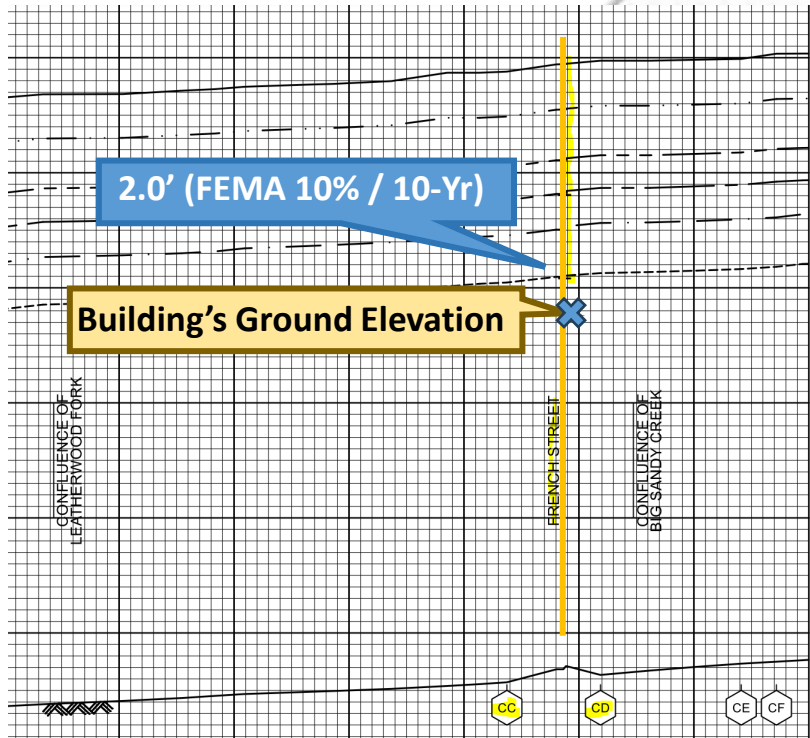 2.0’ (FEMA 10% / 10-Yr)
Building’s Ground Elevation
CONFLUENCE OF
LEATHERWOOD FORK
FRENCH STREET
CONFLUENCE OF
BIG SANDY CREEK
CC
CD
CE
CF